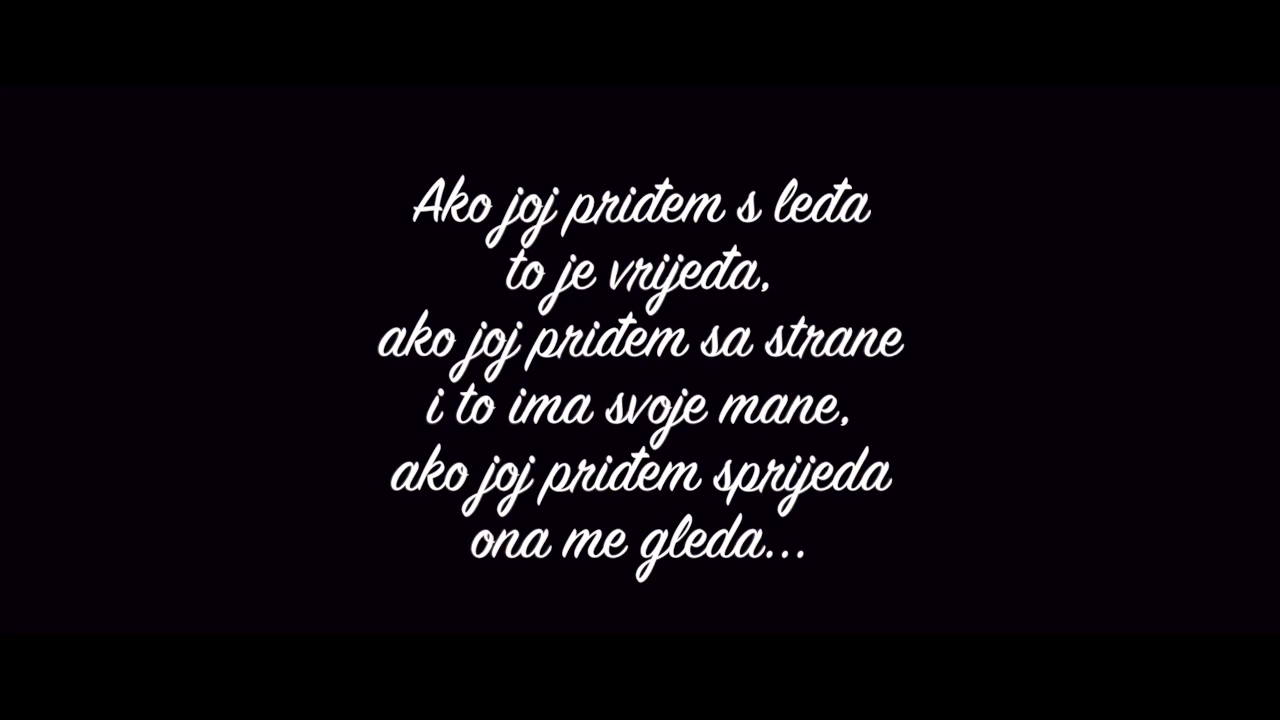 Ako joj priđem s leđa
to je vrijeđa,
ako joj priđem sa strane
i to ima svoje mane,
ako joj priđem sprijeda
ona me gleda...